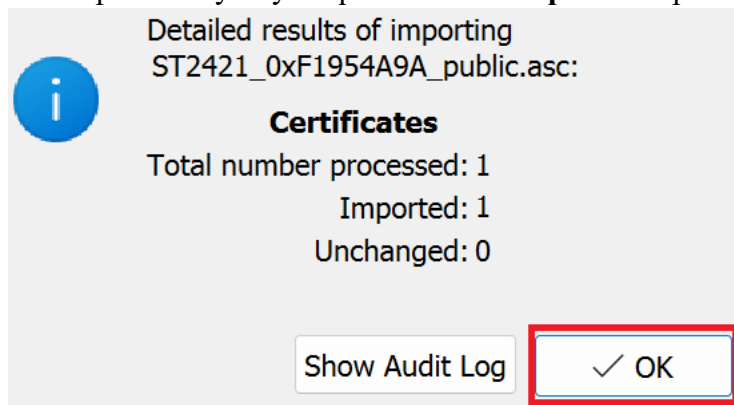 Detailed results of importing
ST2421_0xF1954A9A_public.asc:
Certificates
Total number processed: 1
Imported: 1
Unchanged: 0
Show Audit Log
OK